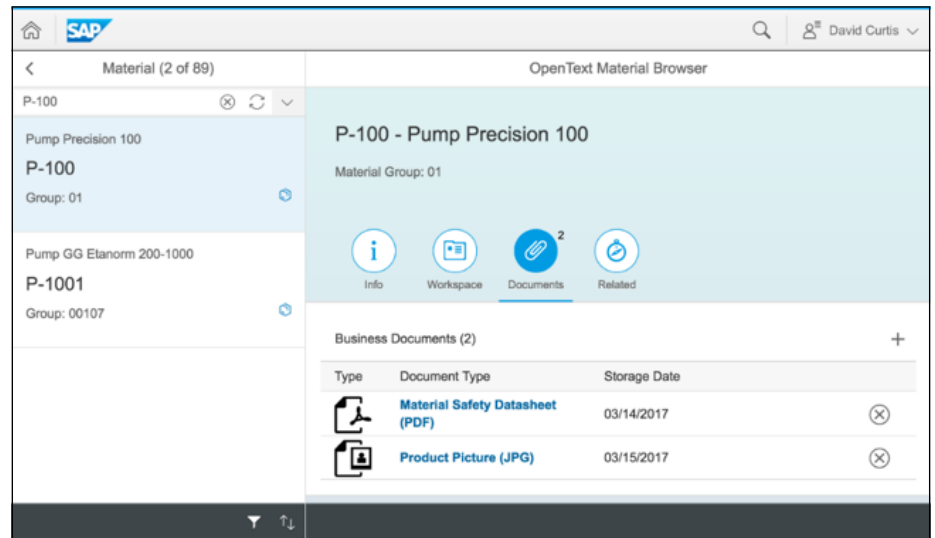 SAP
David Curtis
Material (2 of 89)
OpenText Material Browser
P-100
Pump Precision 100
P-100
Group: 01
Pump GG Etanorm 200-1000
P-1001
Group: 00107
P-100 - Pump Precision 100
Material Group: 01
2
Info Workspace Documents Related
Business Documents (2)
Type Document Type Storage Date
Material Safety Datasheet
(PDF)
03/14/2017
Product Picture (JPG) 03/15/2017